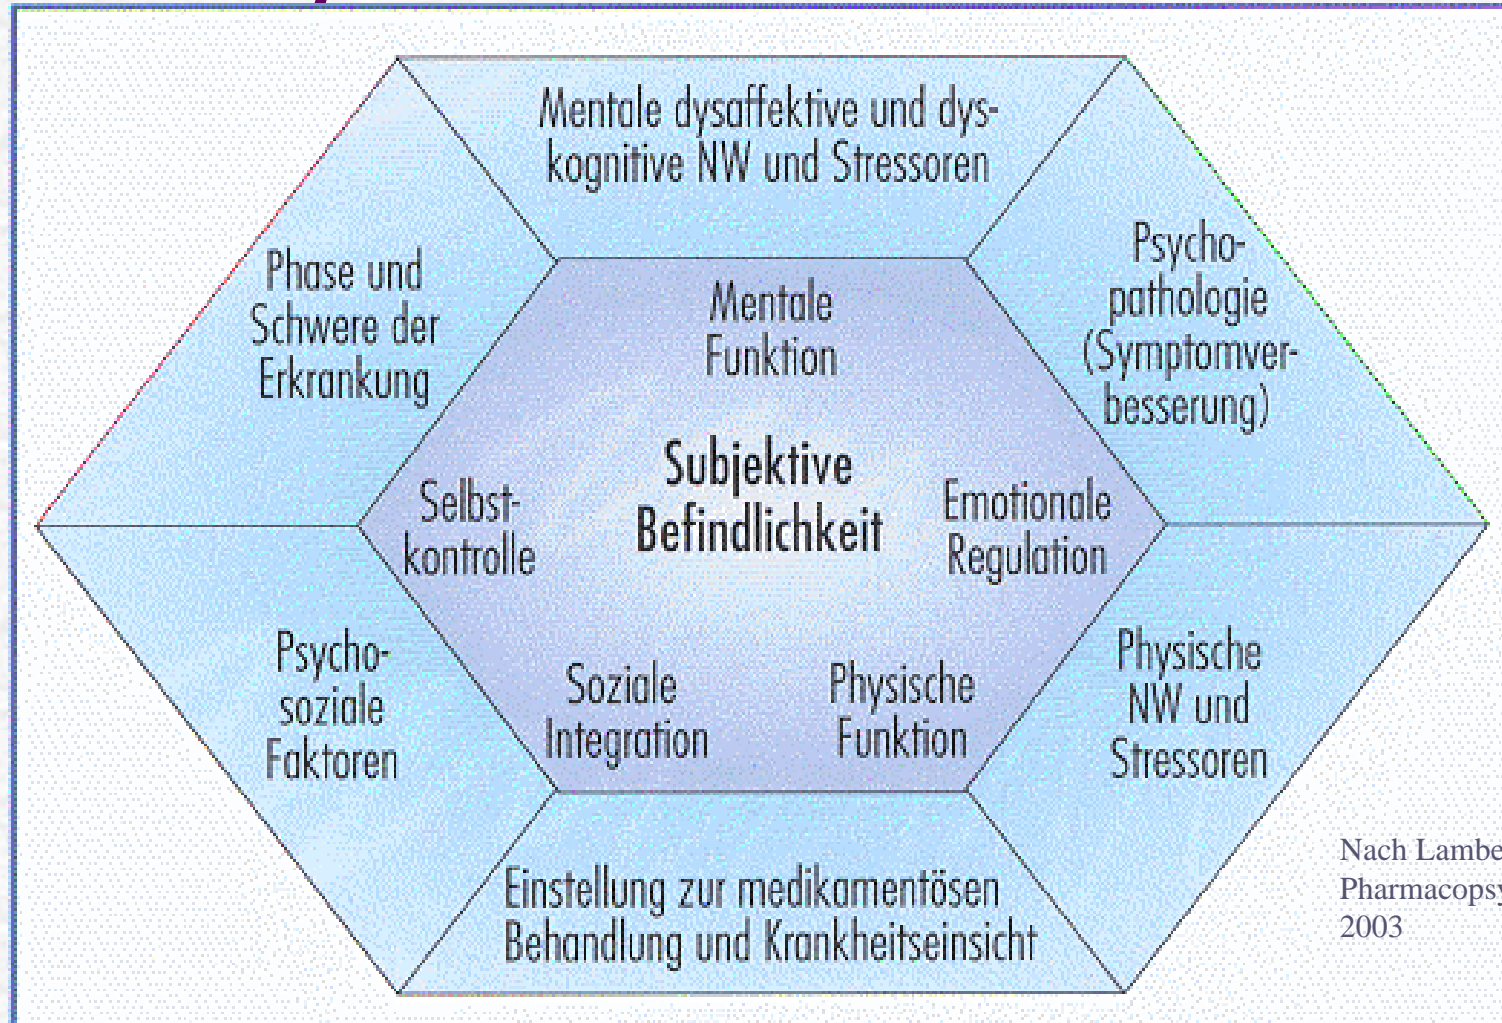 Mentale dysaffektive und dys-
kognitive NW und Stressoren
Phase und
Schwere der
Erkrankung
Psycho-
pathologie
(Symptomver-
besserung)
Mentale
Funktion
Subjektive
Befindlichkeit
Selbst-
kontrolle
Emotionale
Regulation
Soziale
Integration
Physische
Funktion
Psycho-
soziale
Faktoren
Physische
NW und
Stressoren
Einstellung zur medikamentösen
Behandlung und Krankheitseinsicht
Nach Lambe
Pharmacopsy
2003